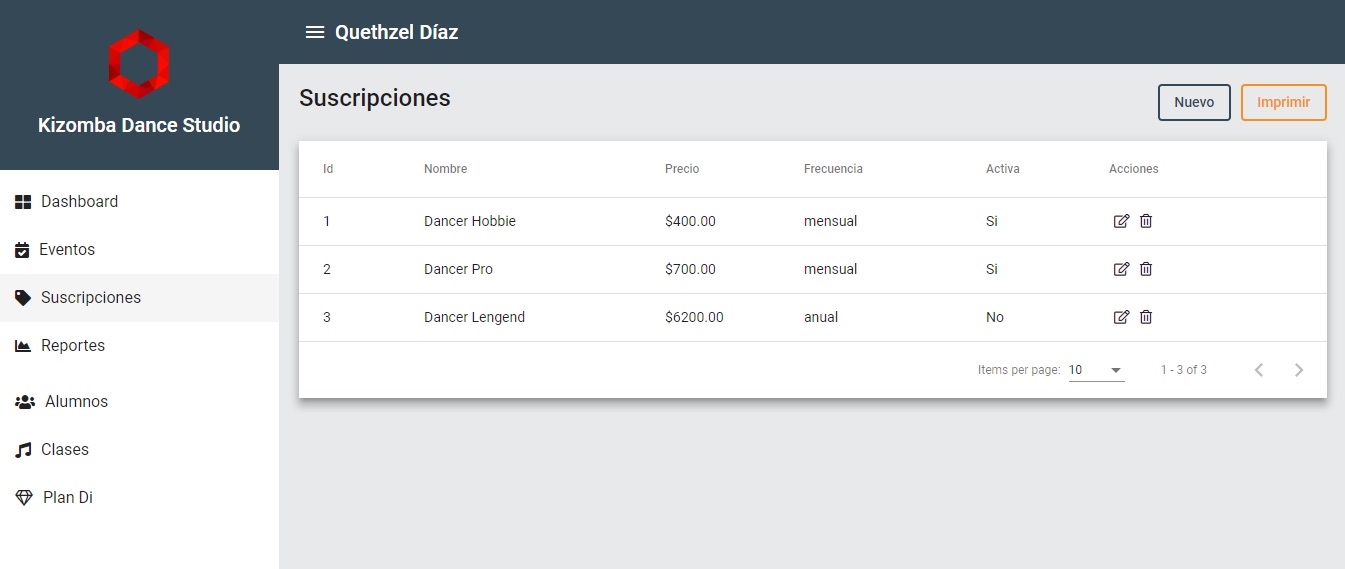 Kizomba Dance Studio
Dashboard
Eventos
Suscripciones
Reportes
Alumnos
Clases
Plan Di
Quethzel Díaz
Suscripciones
Nuevo Imprimir
Id Nombre Precio Frecuencia Activa Acciones
1 Dancer Hobbie $400.00 mensual Si
2 Dancer Pro $700.00 mensual Si
3 Dancer Lengend $6200.00 anual No
Items per page: 10 1 - 3 of 3